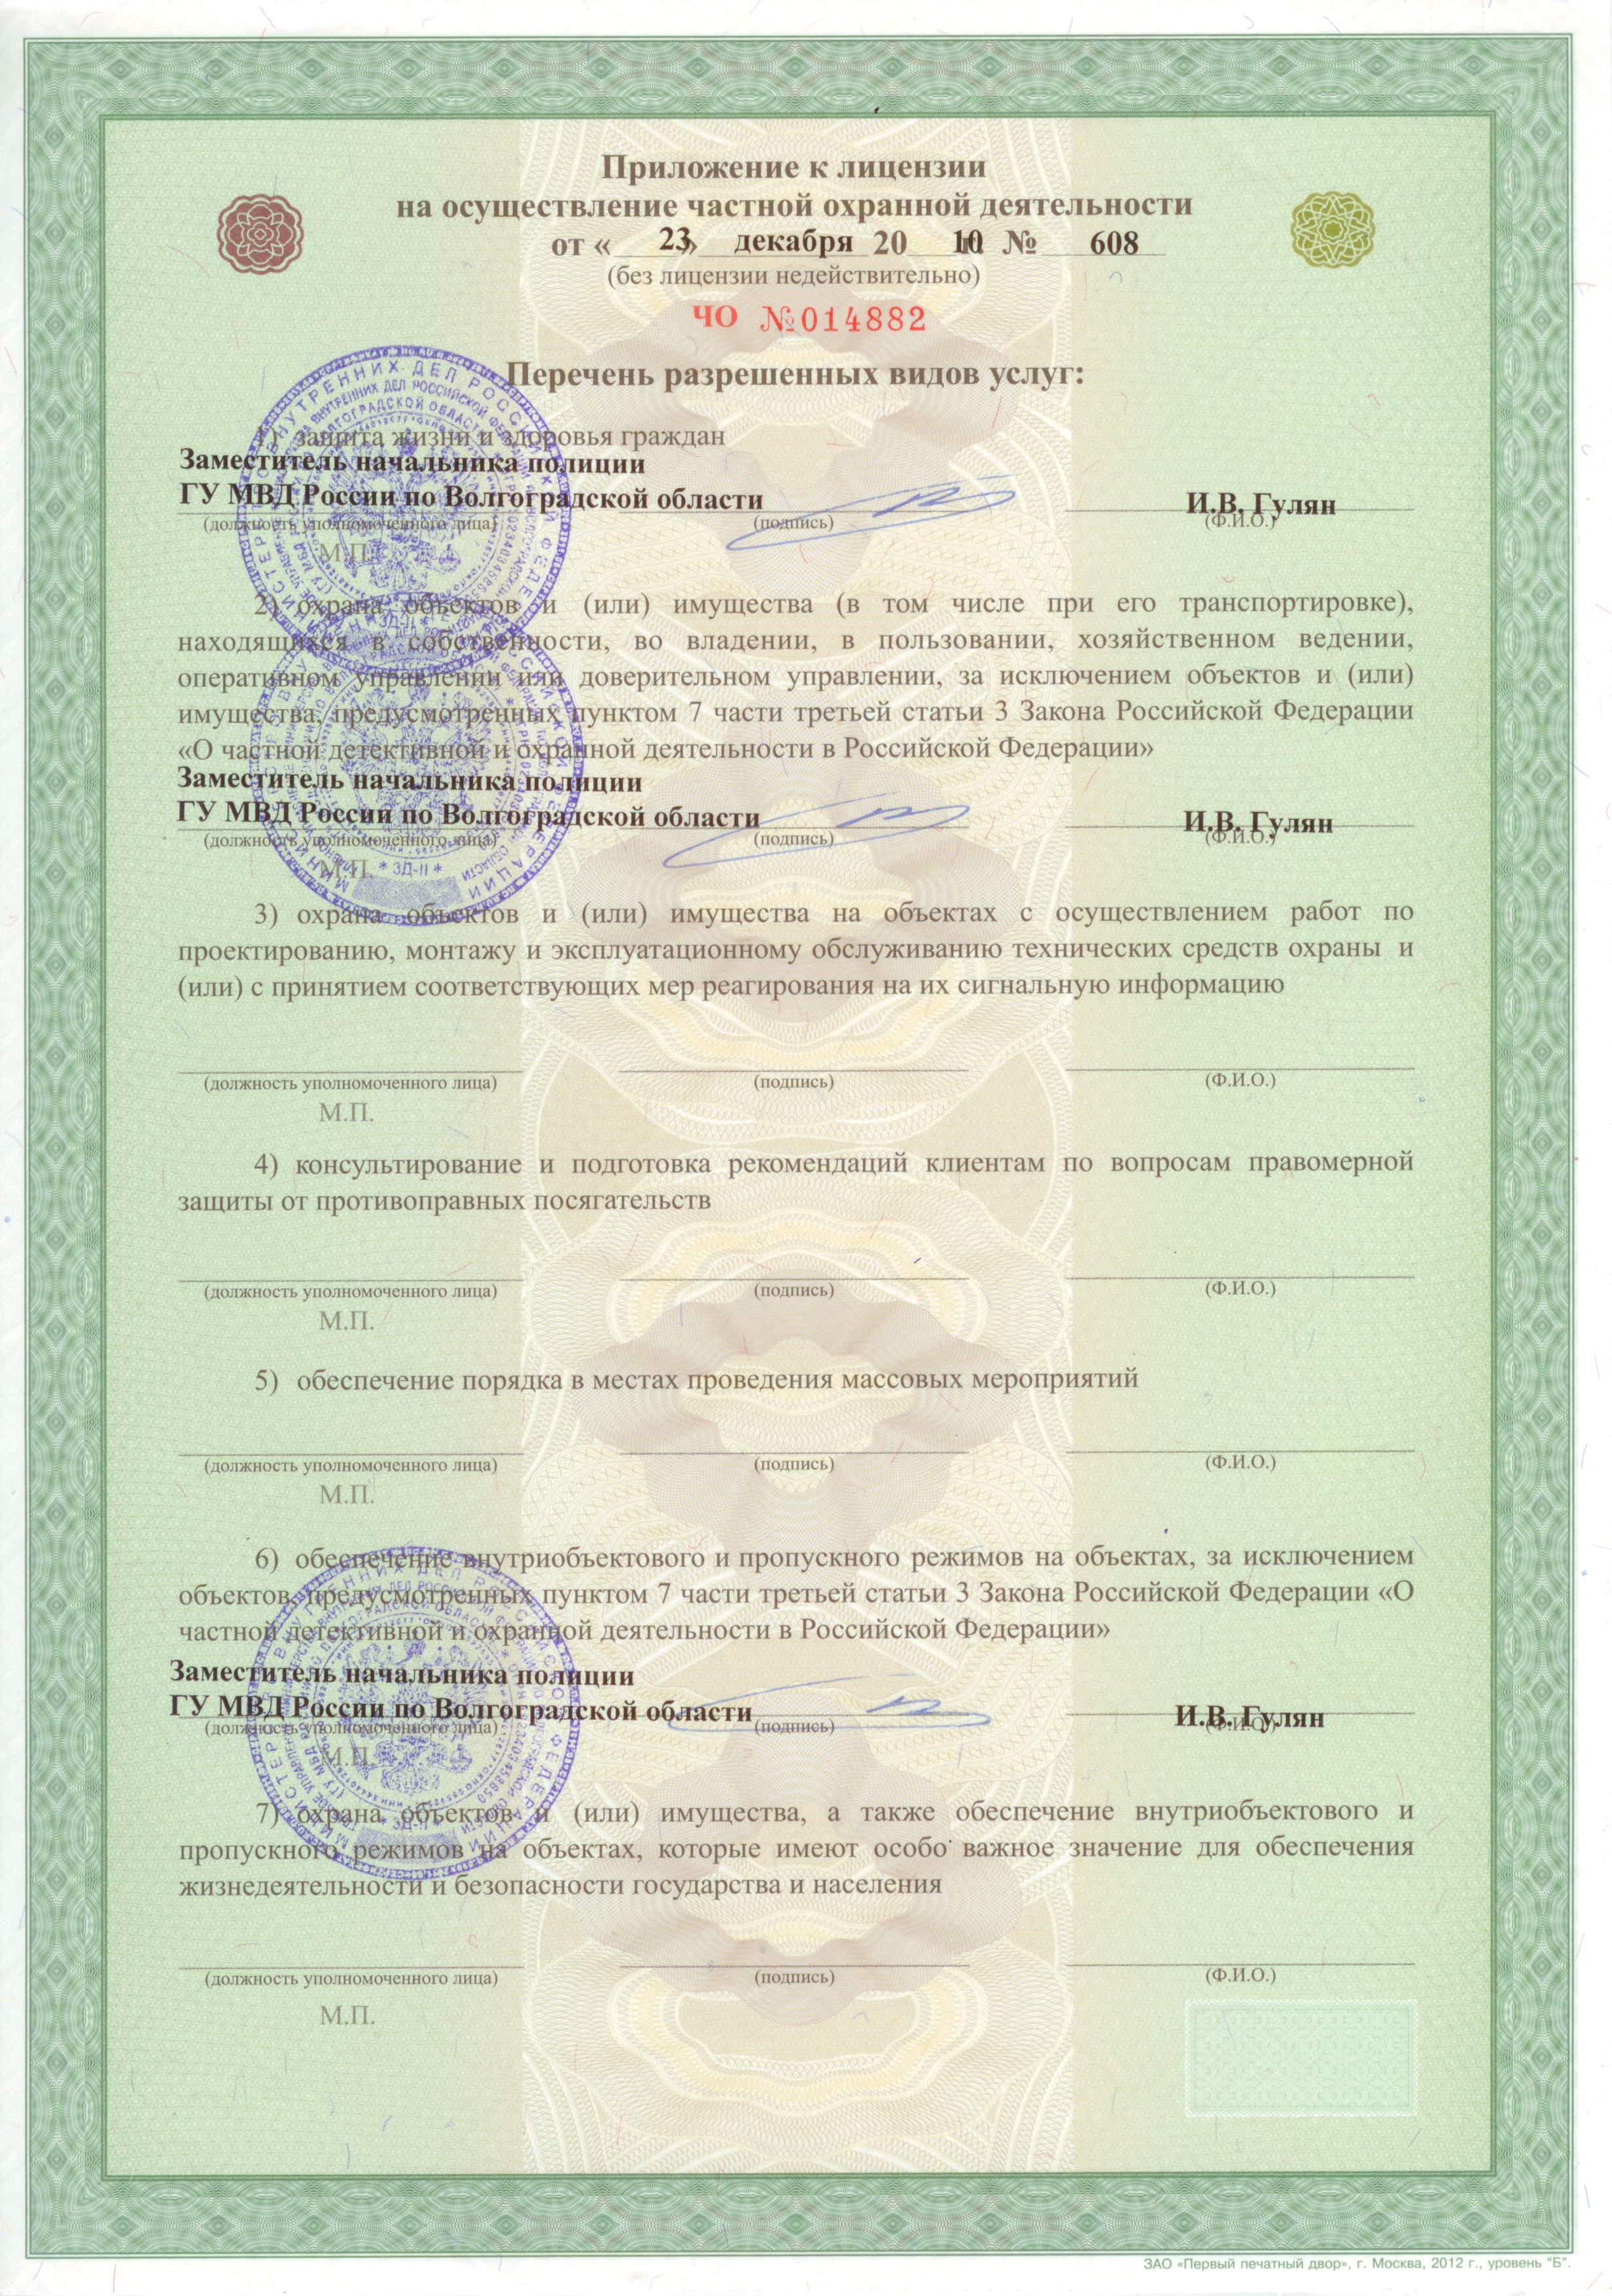 Приложение к лицензии
на осуществление частной охранной деятельности
от « 23 » декабря 20 10 № 608
(без лицензии недействительно)
ЧО №014882
Перечень разрешенных видов услуг:
1) защита жизни и здоровья граждан
Заместитель начальника полиции
ГУ МВД России по Волгоградской области И.В. Гулян
(должность уполномоченного лица) (подпись) (Ф.И.О.)
М.П.
2) охрана объектов и (или) имущества (в том числе при его транспортировке),
находящихся в собственности, во владении, в пользовании, хозяйственном ведении,
оперативном управлении или доверительном управлении, за исключением объектов и (или)
имущества, предусмотренных пунктом 7 части третьей статьи 3 Закона Российской Федерации
«О частной детективной и охранной деятельности в Российской Федерации»
Заместитель начальника полиции
ГУ МВД России по Волгоградской области И.В. Гулян
(должность уполномоченного лица) (подпись) (Ф.И.О.)
М.П. * ЗД-II *
3) охрана объектов и (или) имущества на объектах с осуществлением работ по
проектированию, монтажу и эксплуатационному обслуживанию технических средств охраны и
(или) с принятием соответствующих мер реагирования на их сигнальную информацию
(должность уполномоченного лица) (подпись) (Ф.И.О.)
М.П.
4) консультирование и подготовка рекомендаций клиентам по вопросам правомерной
защиты от противоправных посягательств
(должность уполномоченного лица) (подпись) (Ф.И.О.)
М.П.
5) обеспечение порядка в местах проведения массовых мероприятий
(должность уполномоченного лица) (подпись) (Ф.И.О.)
М.П.
6) обеспечение внутриобъектового и пропускного режимов на объектах, за исключением
объектов, предусмотренных пунктом 7 части третьей статьи 3 Закона Российской Федерации «О
частной детективной и охранной деятельности в Российской Федерации»
Заместитель начальника полиции
ГУ МВД России по Волгоградской области И.В. Гулян
(должность уполномоченного лица) (подпись) (Ф.И.О.)
М.П.
7) охрана объектов и (или) имущества, а также обеспечение внутриобъектового и
пропускного режимов на объектах, которые имеют особо важное значение для обеспечения
жизнедеятельности и безопасности государства и населения
(должность уполномоченного лица) (подпись) (Ф.И.О.)
М.П.
ЗАО «Первый печатный двор», г. Москва, 2012 г., уровень "Б".